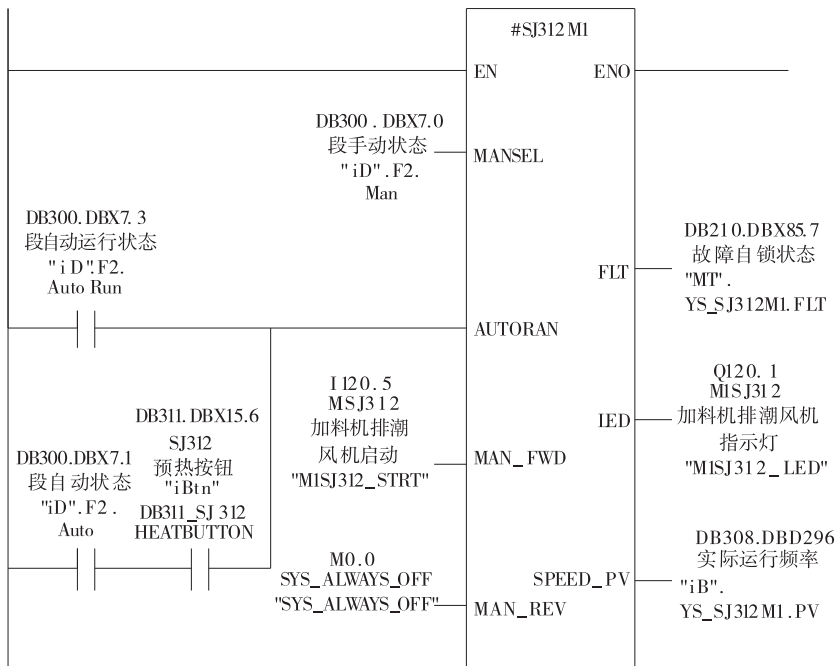 #SJ312 M1
EN
ENO
DB300.DBX7.0
段手动状态
"iD".F2.
Man
MANSEL
DB300.DBX7.3
段自动运行状态
"iD".F2.
Auto Run
DB210.DBX85.7
故障自锁状态
"MT".
YS_SJ312M1.FLT
FLT
AUTORAN
I120.5
MSJ312
加料机排潮
风机启动
"M1SJ312_STRT"
MAN_FWD
Q120.1
M1SJ312
加料机排潮风机
指示灯
"M1SJ312_LED"
LED
DB311.DBX15.6
SJ312
预热按钮
"iBtn"
DB311_SJ312
HEATBUTTON
DB300.DBX7.1
段自动状态
"iD".F2.
Auto
M0.0
SYS_ALWAYS_OFF
"SYS_ALWAYS_OFF"
MAN_REV
DB308.DBD296
实际运行频率
"iB".
YS_SJ312M1.PV
SPEED_PV